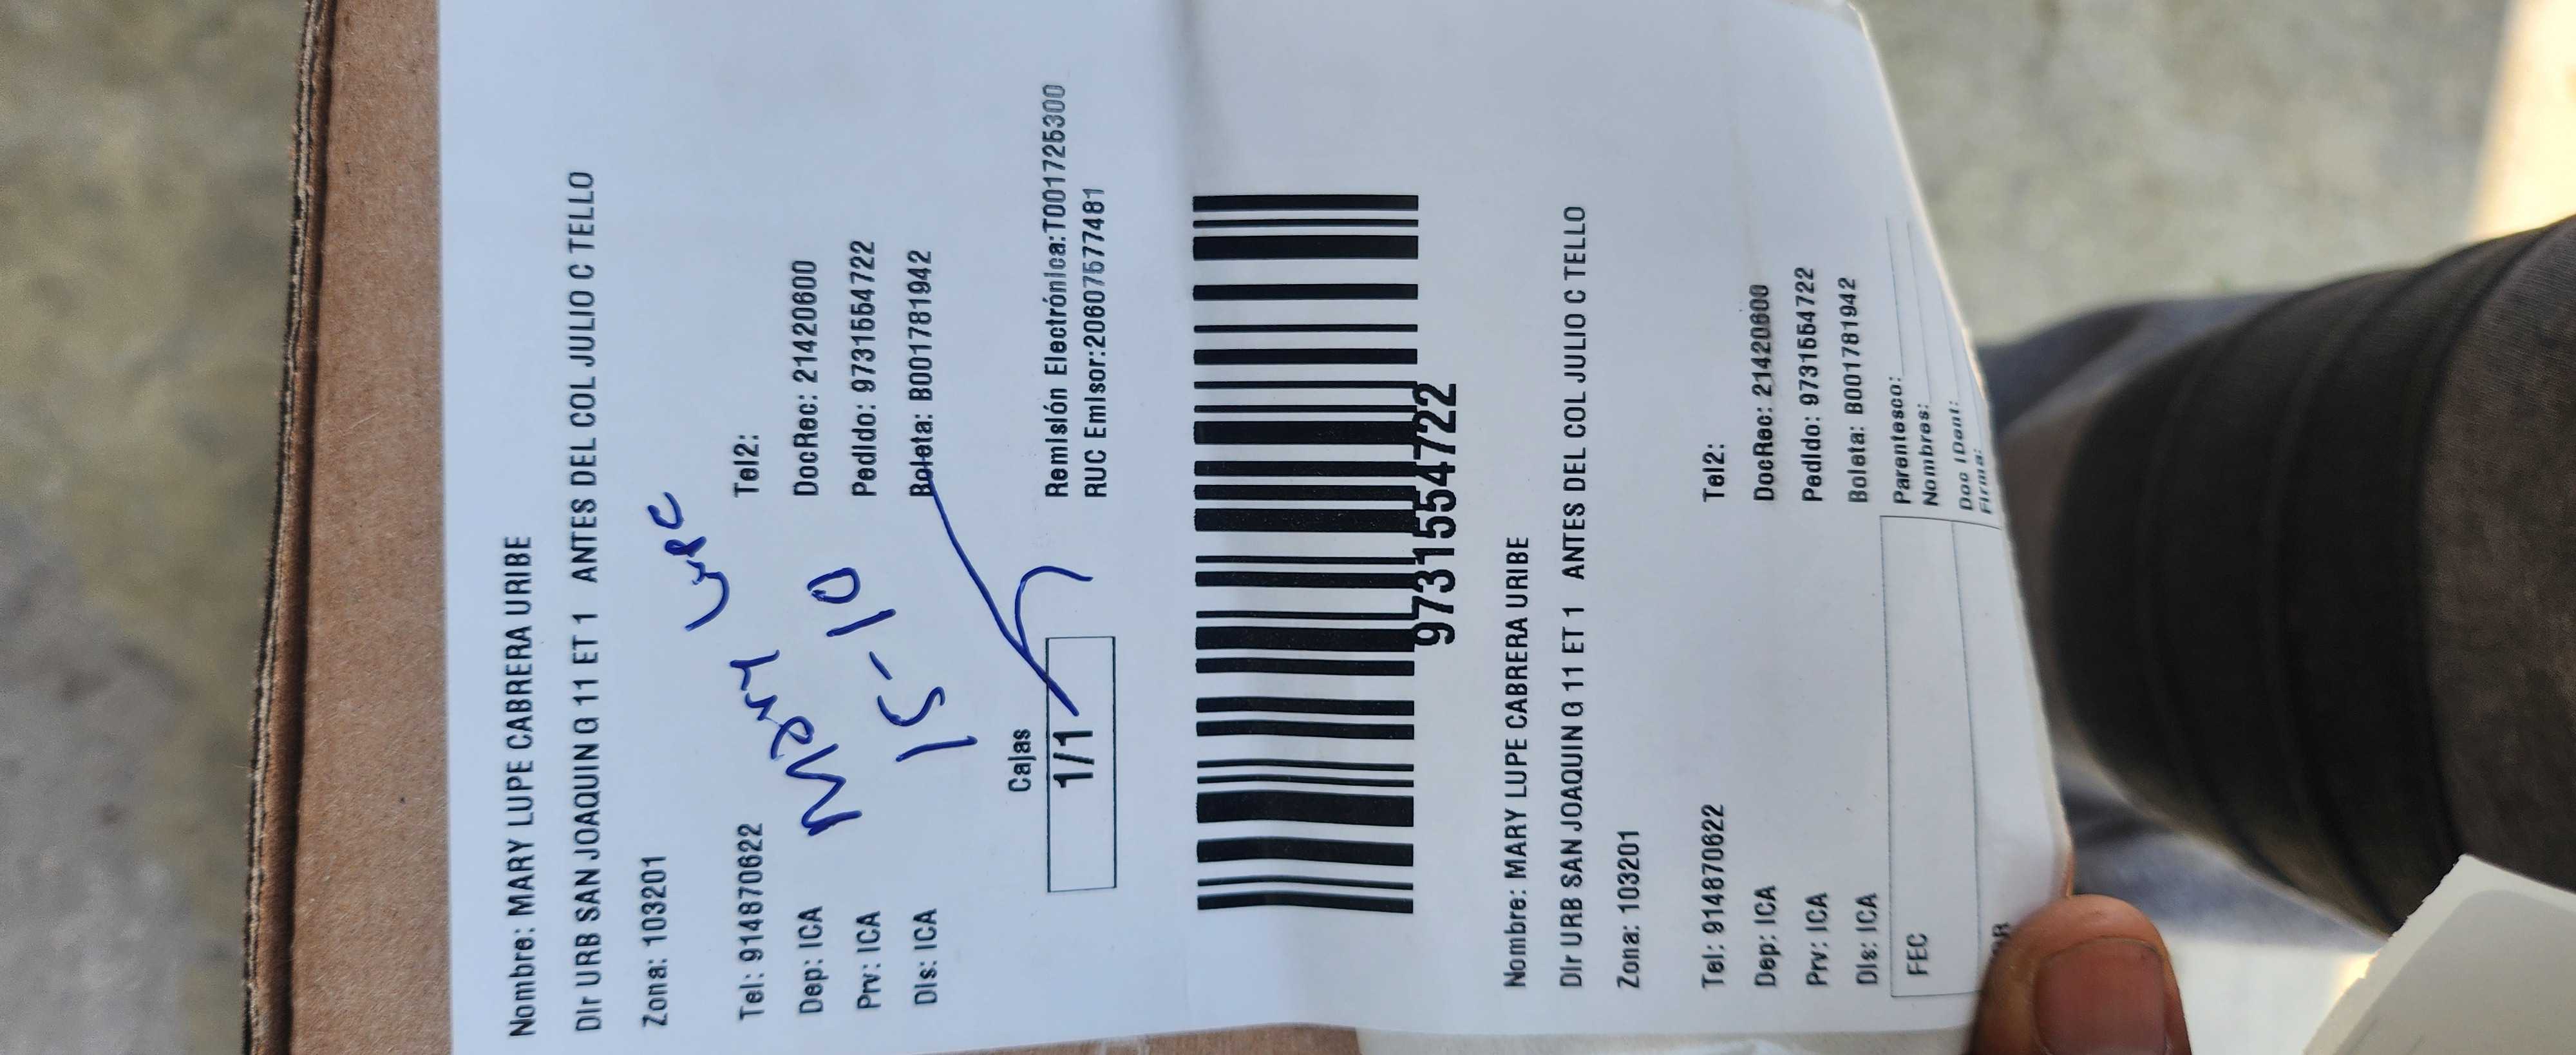 Nombre: MARY LUPE CABRERA URIBE
DIr URB SAN JOAQUIN Q 11 ET 1 ANTES DEL COL JULIO C TELLO
Zona: 103201
Tel: 914870622 Tel2:
Dep: ICA DocRec: 21420600
Prv: ICA PedIdo: 9731554722
DIs: ICA Boleta: B001781942
Mary Lupe
15-10
Cajas
1/1
RemIsIón ElectrónIca:T001725300
RUC EmIsor:20607577481
9731554722
Nombre: MARY LUPE CABRERA URIBE
DIr URB SAN JOAQUIN Q 11 ET 1 ANTES DEL COL JULIO C TELLO
Zona: 103201
Tel: 914870622 Tel2:
Dep: ICA DocRec: 21420600
Prv: ICA PedIdo: 9731554722
DIs: ICA Boleta: B001781942
FEC Parentesco:
Nombres:
Doc IDent:
Firma: